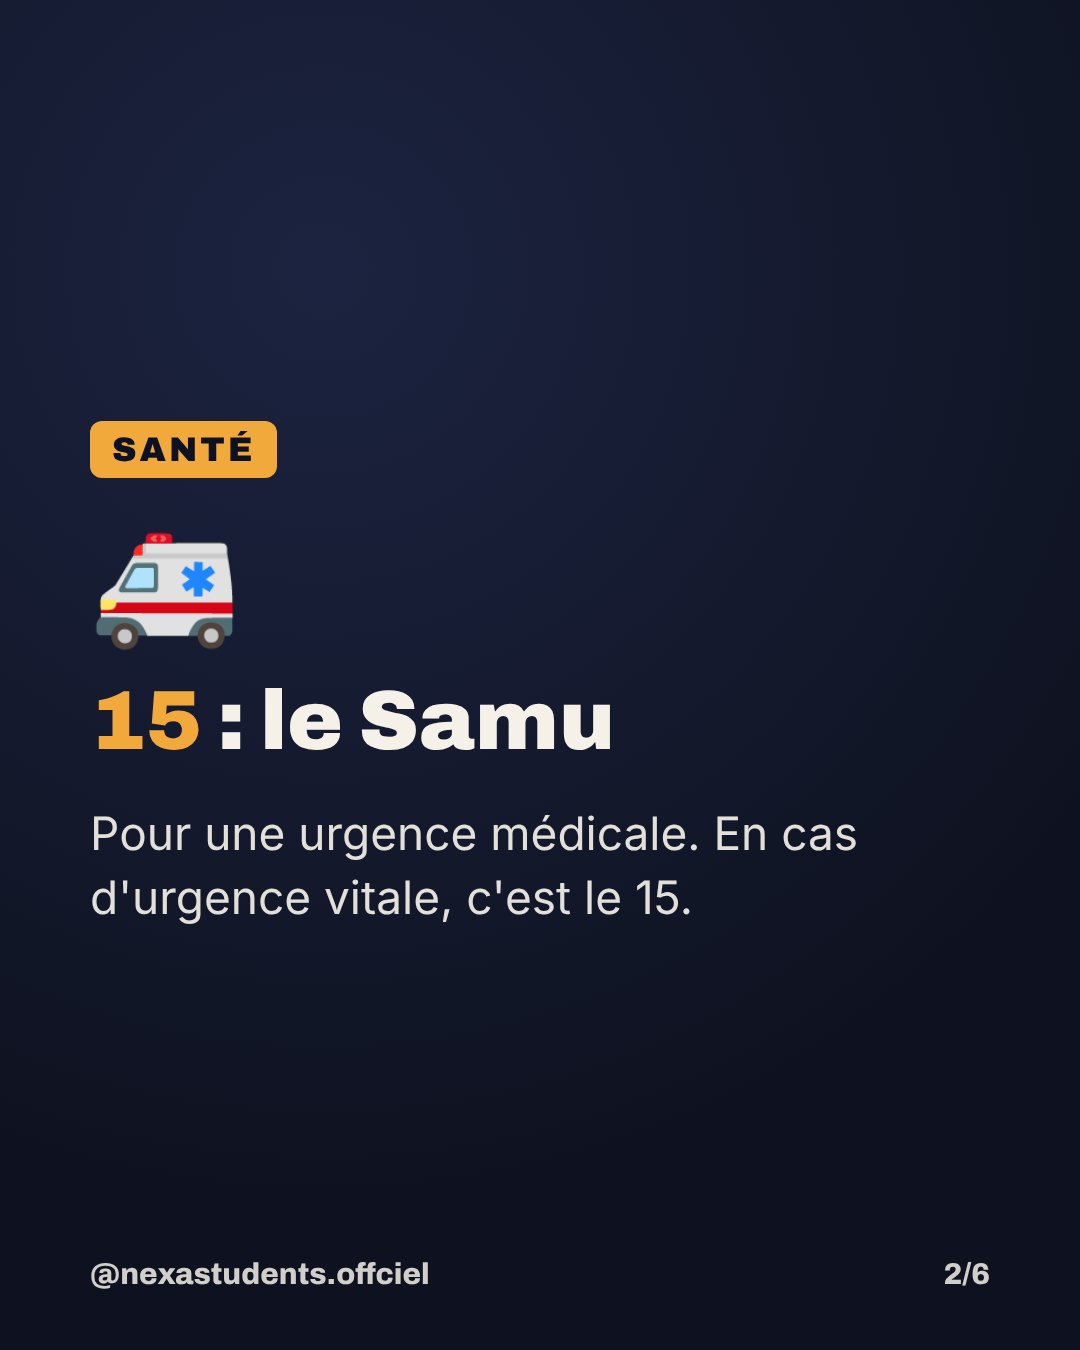 SANTÉ
15 : le Samu
Pour une urgence médicale. En cas
d'urgence vitale, c'est le 15.
@nexastudents.offciel
2/6